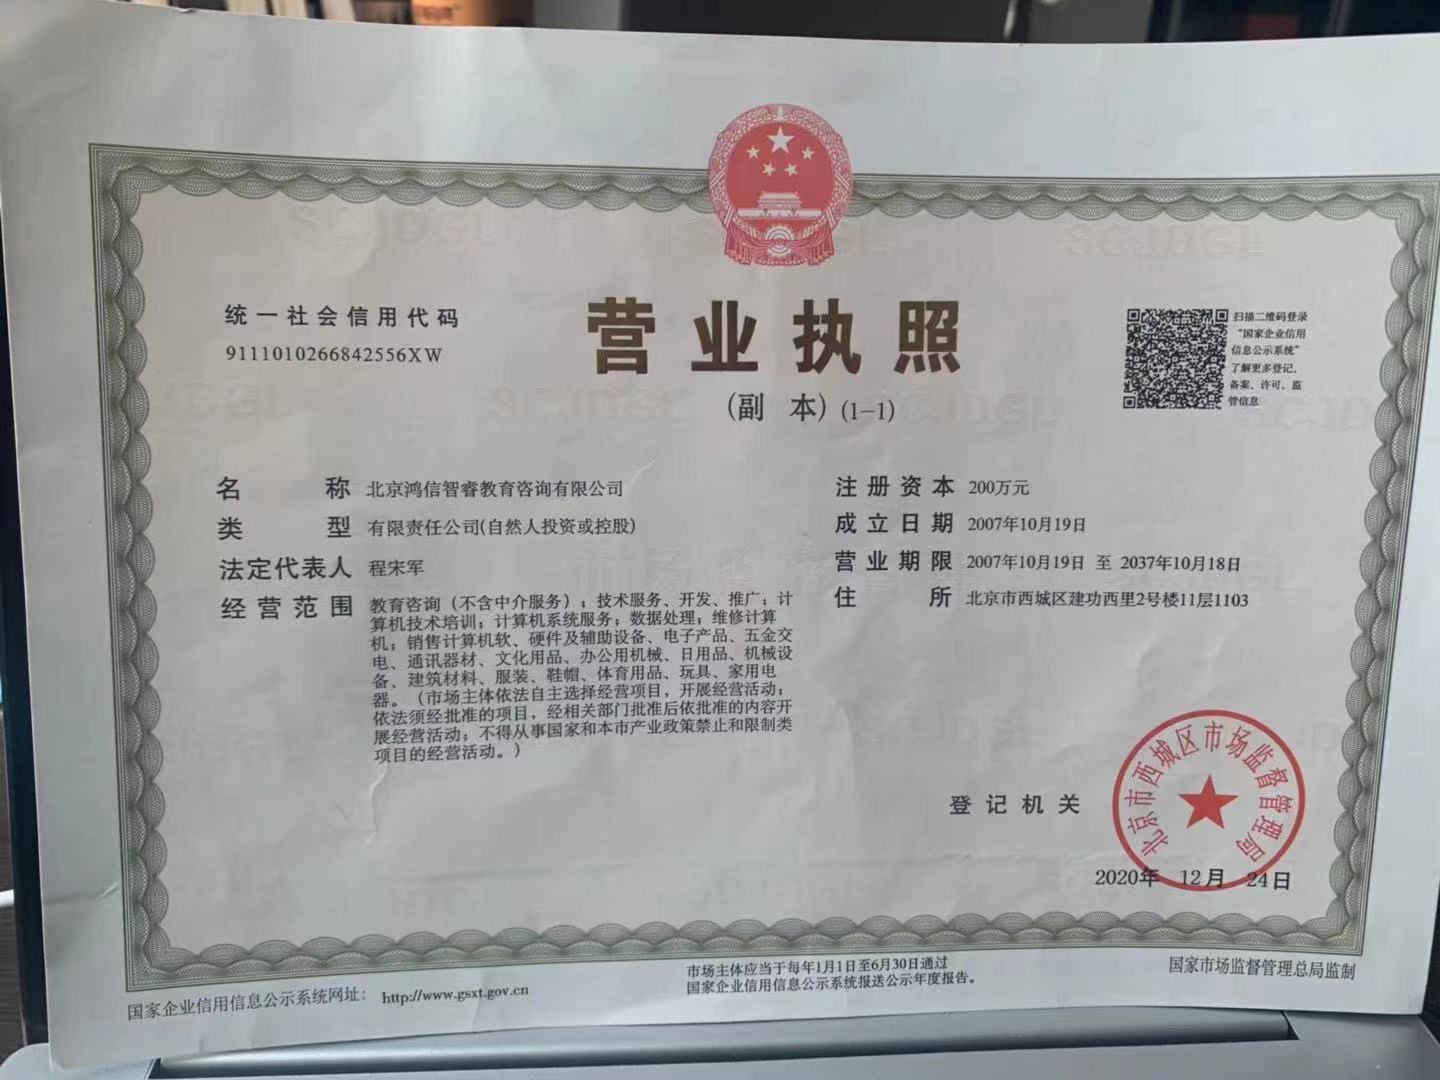 统一社会信用代码
9111010266842556XW
营业执照
(副 本) (1-1)
扫描二维码登录
“国家企业信用
信息公示系统”
了解更多登记、
备案、许可、监
管信息
名 称 北京鸿信智睿教育咨询有限公司
类 型 有限责任公司(自然人投资或控股)
法定代表人 程宋军
经营范围 教育咨询（不含中介服务）；技术服务、开发、推广；计
算机技术培训；计算机系统服务；数据处理；维修计算
机；销售计算机软、硬件及辅助设备、电子产品、五金交
电、通讯器材、文化用品、办公用机械、日用品、机械设
备、建筑材料、服装、鞋帽、体育用品、玩具、家用电
器。（市场主体依法自主选择经营项目，开展经营活动；
依法须经批准的项目，经相关部门批准后依批准的内容开
展经营活动；不得从事国家和本市产业政策禁止和限制类
项目的经营活动。）
注册资本 200万元
成立日期 2007年10月19日
营业期限 2007年10月19日 至 2037年10月18日
住 所 北京市西城区建功西里2号楼11层1103
登记机关
北京市西城区市场监督管理局
2020年 12月 24日
国家企业信用信息公示系统网址： http://www.gsxt.gov.cn
市场主体应当于每年1月1日至6月30日通过
国家企业信用信息公示系统报送公示年度报告。
国家市场监督管理总局监制